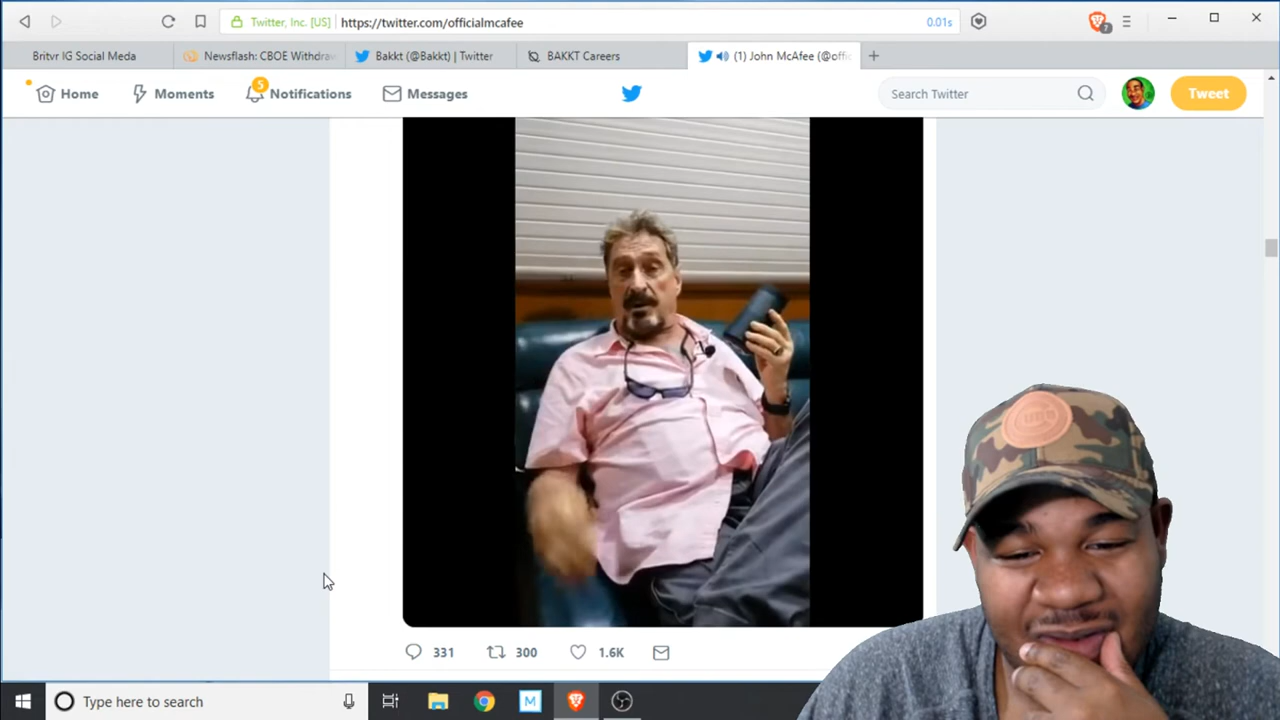 Twitter, Inc. [US] https://twitter.com/officialmcafee 0.01s 7
Britvr IG Social Meda Newsflash: CBOE Withdraw Bakkt (@Bakkt) | Twitter BAKKT Careers (1) John McAfee (@offic
Home Moments 5 Notifications Messages Search Twitter Tweet
331 300 1.6K
Type here to search M